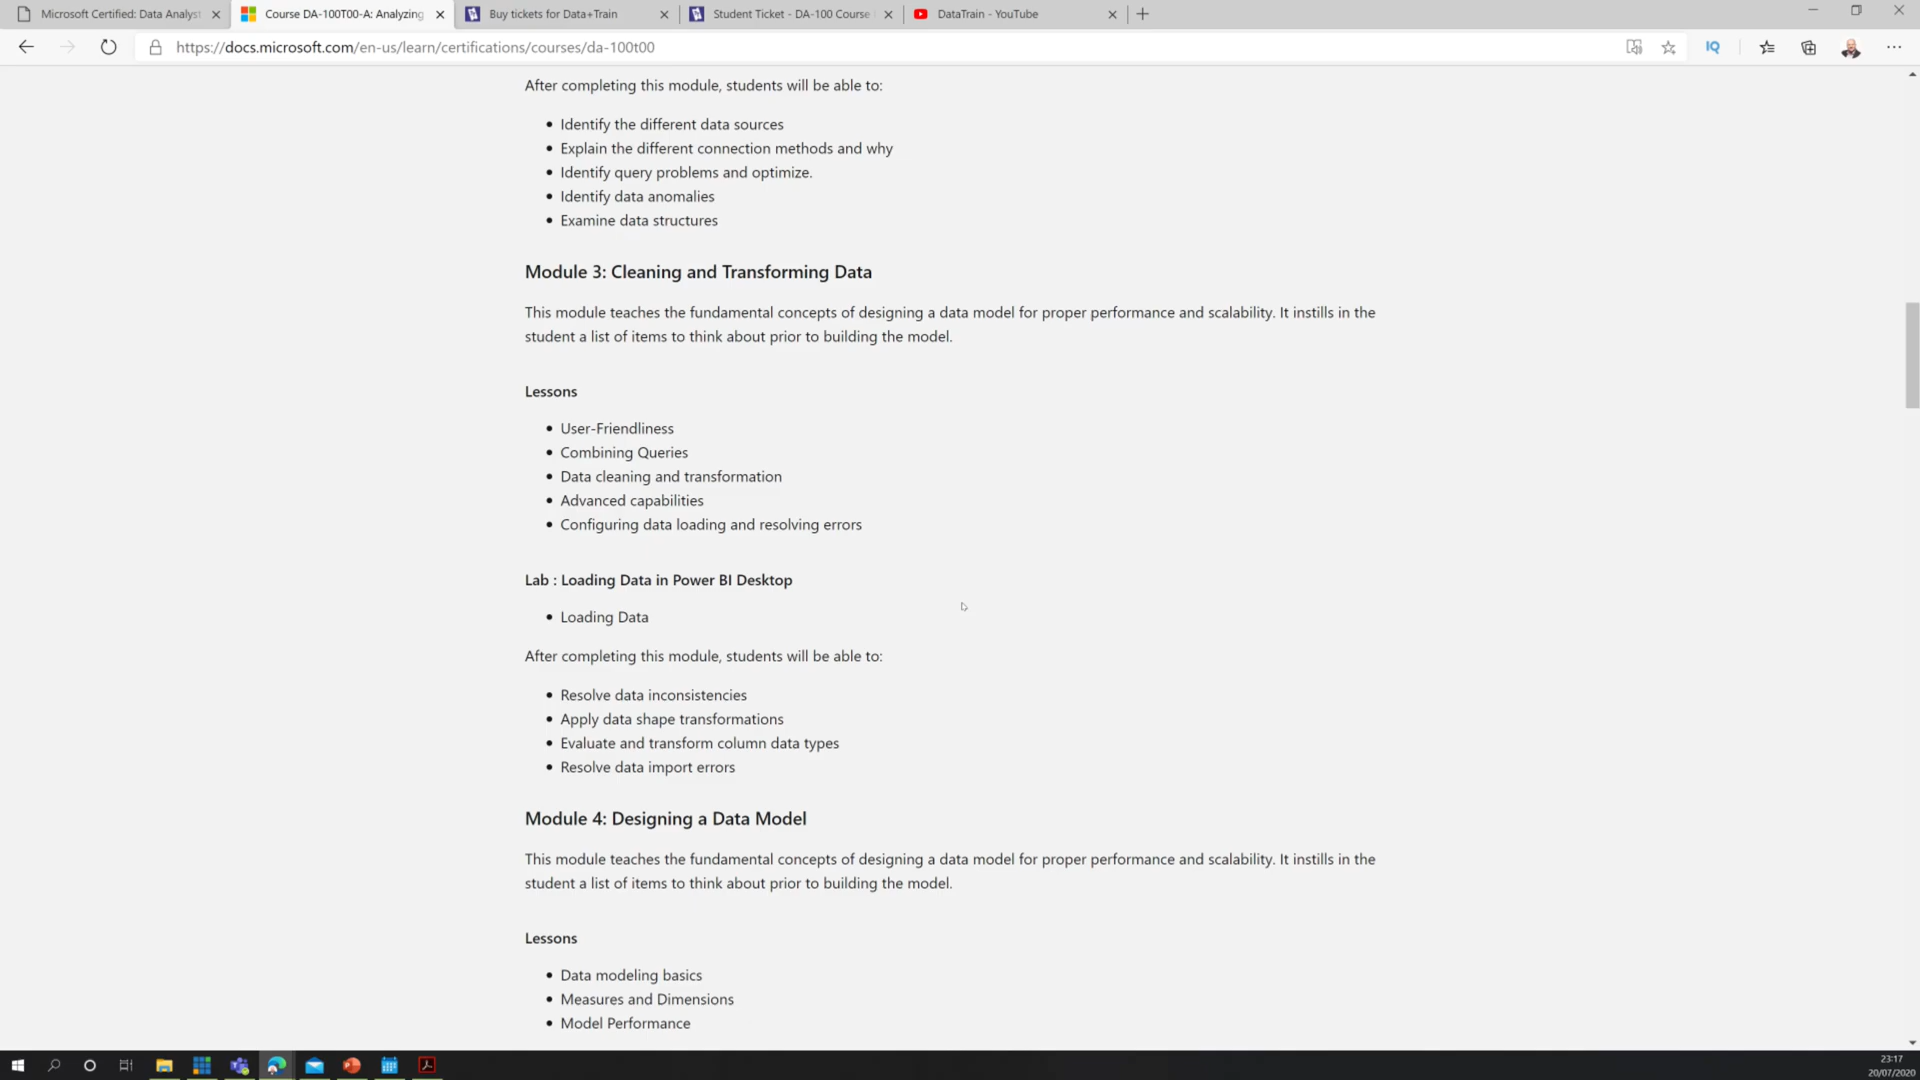 Microsoft Certified: Data Analyst
Course DA-100T00-A: Analyzing
Buy tickets for Data+Train
Student Ticket - DA-100 Course
DataTrain - YouTube
https://docs.microsoft.com/en-us/learn/certifications/courses/da-100t00
IQ
After completing this module, students will be able to:
Identify the different data sources
Explain the different connection methods and why
Identify query problems and optimize.
Identify data anomalies
Examine data structures
Module 3: Cleaning and Transforming Data
This module teaches the fundamental concepts of designing a data model for proper performance and scalability. It instills in the
student a list of items to think about prior to building the model.
Lessons
User-Friendliness
Combining Queries
Data cleaning and transformation
Advanced capabilities
Configuring data loading and resolving errors
Lab : Loading Data in Power BI Desktop
Loading Data
After completing this module, students will be able to:
Resolve data inconsistencies
Apply data shape transformations
Evaluate and transform column data types
Resolve data import errors
Module 4: Designing a Data Model
This module teaches the fundamental concepts of designing a data model for proper performance and scalability. It instills in the
student a list of items to think about prior to building the model.
Lessons
Data modeling basics
Measures and Dimensions
Model Performance
23:17
20/07/2020